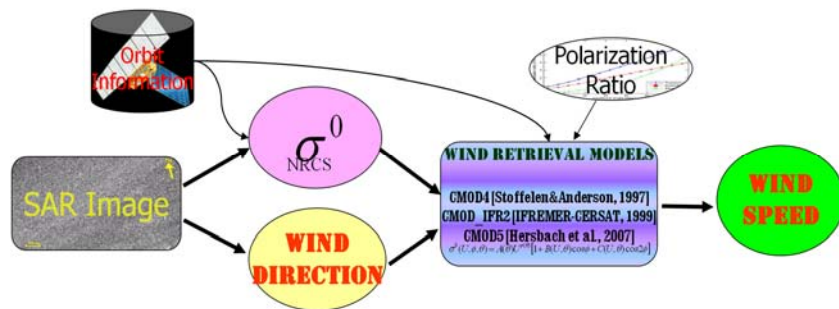 Orbit
Information
Polarization
Ratio
σ⁰
NRCS
WIND RETRIEVAL MODELS
SAR Image
CMOD4 [Stoffelen&Anderson, 1997]
CMOD_IFR2 [IFREMER-CERSAT, 1999]
CMOD5 [Hersbach et al., 2007]
WIND
SPEED
WIND
DIRECTION